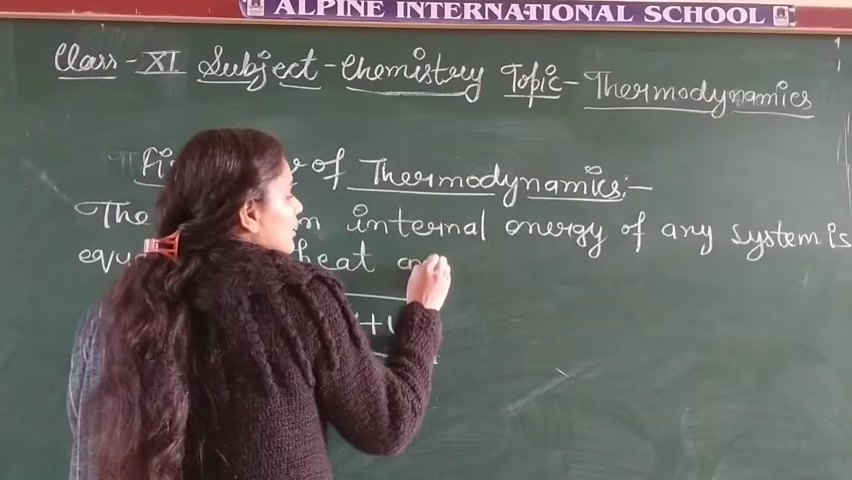 ALPINE INTERNATIONAL SCHOOL
Class - XI Subject - Chemistry Topic - Thermodynamics
of Thermodynamics:-
The internal energy of any system is
heat